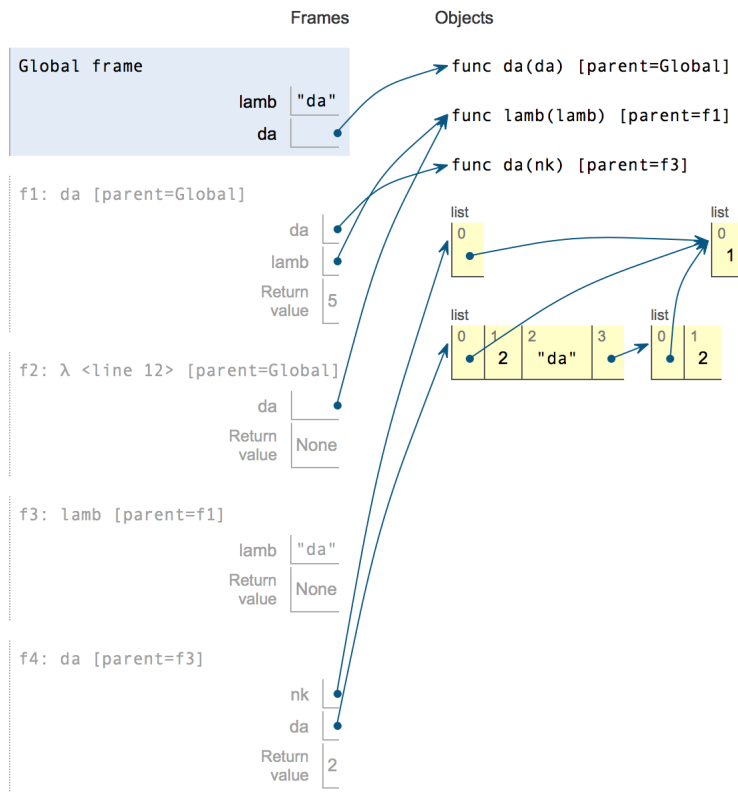 Frames Objects
Global frame
lamb "da"
da
func da(da) [parent=Global]
func lamb(lamb) [parent=f1]
func da(nk) [parent=f3]
f1: da [parent=Global]
da
lamb
Return value 5
list
0
list
0
1
list
0 1 2 3
2 "da"
list
0 1
2
f2: λ <line 12> [parent=Global]
da
Return value None
f3: lamb [parent=f1]
lamb "da"
Return value None
f4: da [parent=f3]
nk
da
Return value 2